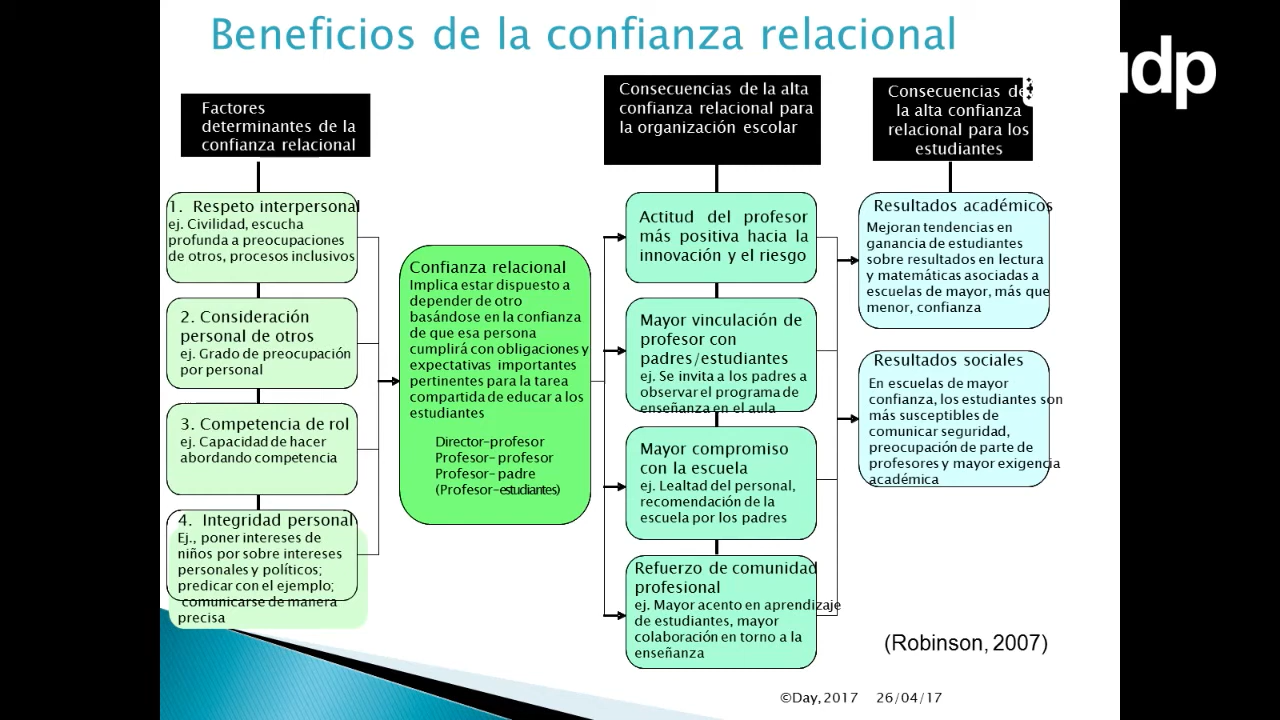 Beneficios de la confianza relacional
udp
Factores
determinantes de la
confianza relacional
1. Respeto interpersonal
ej. Civilidad, escucha
profunda a preocupaciones
de otros, procesos inclusivos
2. Consideración
personal de otros
ej. Grado de preocupación
por personal
3. Competencia de rol
ej. Capacidad de hacer
abordando competencia
4. Integridad personal
Ej., poner intereses de
niños por sobre intereses
personales y políticos;
predicar con el ejemplo;
comunicarse de manera
precisa
Confianza relacional
Implica estar dispuesto a
depender de otro
basándose en la confianza
de que esa persona
cumplirá con obligaciones y
expectativas importantes
pertinentes para la tarea
compartida de educar a los
estudiantes
Director-profesor
Profesor- profesor
Profesor- padre
(Profesor-estudiantes)
Consecuencias de la alta
confianza relacional para
la organización escolar
Actitud del profesor
más positiva hacia la
innovación y el riesgo
Mayor vinculación de
profesor con
padres/estudiantes
ej. Se invita a los padres a
observar el programa de
enseñanza en el aula
Mayor compromiso
con la escuela
ej. Lealtad del personal,
recomendación de la
escuela por los padres
Refuerzo de comunidad
profesional
ej. Mayor acento en aprendizaje
de estudiantes, mayor
colaboración en torno a la
enseñanza
Consecuencias de
la alta confianza
relacional para los
estudiantes
Resultados académicos
Mejoran tendencias en
ganancia de estudiantes
sobre resultados en lectura
y matemáticas asociadas a
escuelas de mayor, más que
menor, confianza
Resultados sociales
En escuelas de mayor
confianza, los estudiantes son
más susceptibles de
comunicar seguridad,
preocupación de parte de
profesores y mayor exigencia
académica
(Robinson, 2007)
©Day, 2017 26/04/17